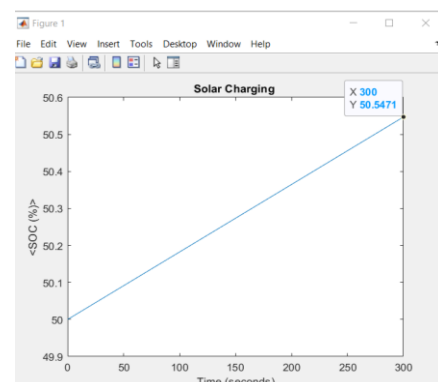 Figure 1
File Edit View Insert Tools Desktop Window Help
Solar Charging
X 300
Y 50.5471
50.6
50.5
50.4
50.3
50.2
50.1
50
49.9
<SOC (%)>
0 50 100 150 200 250 300
Time (seconds)